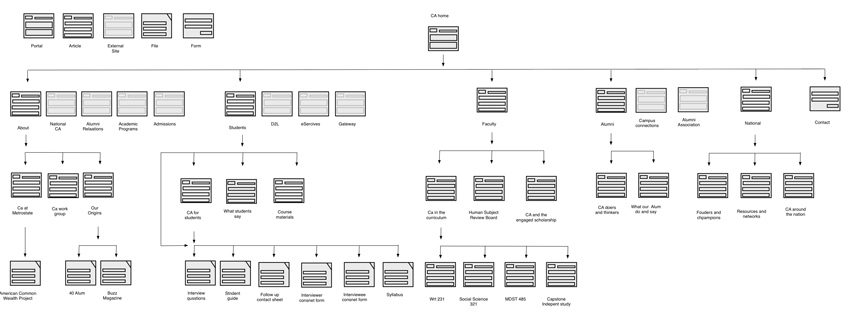 CA home
Portal
Article
External
Site
File
Form
About
National
CA
Alumni
Relaations
Academic
Programs
Admissions
Students
D2L
eSercives
Gateway
Faculty
Alumni
Campus
connections
Alumni
Association
National
Contact
Ca at
Metrostate
Ca work
group
Our
Origins
CA for
students
What students
say
Course
materials
Ca in the
curriculum
Human Subject
Review Board
CA and the
engaged scholarship
CA doers
and thinkers
What our Alum
do and say
Fouders and
chpampions
Resources and
networks
CA around
the nation
American Common
Wealth Project
40 Alum
Buzz
Magazine
Interview
questions
Student
guide
Follow up
contact sheet
Interviewer
consnet form
Interviewee
consnet form
Syllabus
Wrt 231
Social Science
321
MDST 485
Capstone
Indepent study